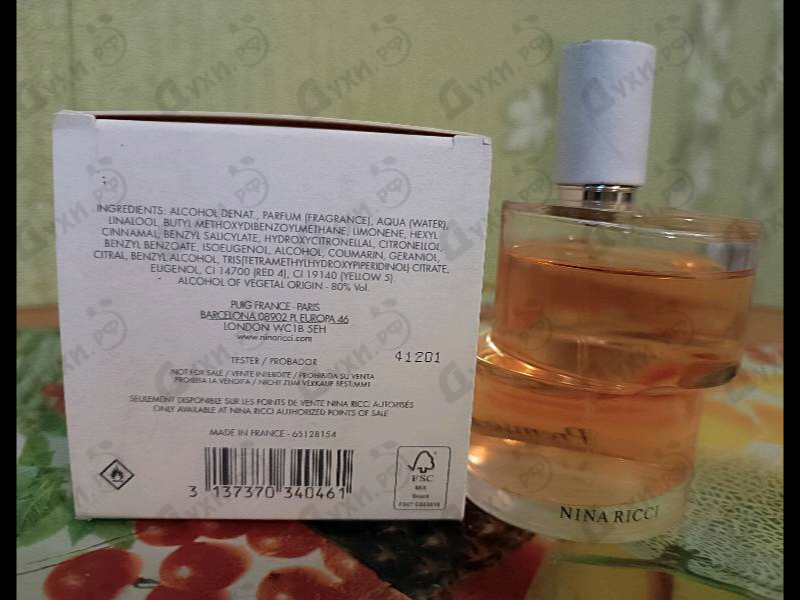 INGREDIENTS: ALCOHOL DENAT., PARFUM (FRAGRANCE), AQUA (WATER),
LINALOOL, BUTYL METHOXYDIBENZOYLMETHANE, LIMONENE, HEXYL
CINNAMAL, BENZYL SALICYLATE, HYDROXYCITRONELLAL, CITRONELLOL,
BENZYL BENZOATE, ISOEUGENOL, ALCOHOL, COUMARIN, GERANIOL,
CITRAL, BENZYL ALCOHOL, TRIS(TETRAMETHYLHYDROXYPIPERIDINOL) CITRATE,
EUGENOL, CI 14700 (RED 4), CI 19140 (YELLOW 5).
ALCOHOL OF VEGETAL ORIGIN - 80% Vol.
PUIG FRANCE - PARIS
BARCELONA 08902 P. EUROPA 46
LONDON WC1B 5EH
www.ninaricci.com
TESTER / PROBADOR
41201
NOT FOR SALE / VENTE INTERDITE / PROHIBIDA SU VENTA
PROIBITA LA VENDITA / NICHT ZUM VERKAUF BESTIMMT
SEULEMENT DISPONIBLE SUR LES POINTS DE VENTE NINA RICCI AUTORISÉS
ONLY AVAILABLE AT NINA RICCI AUTHORIZED POINTS OF SALE
MADE IN FRANCE - 65128154
3 137370 340461
FSC
MIX
Board
NINA RICCI
Духи.РФ